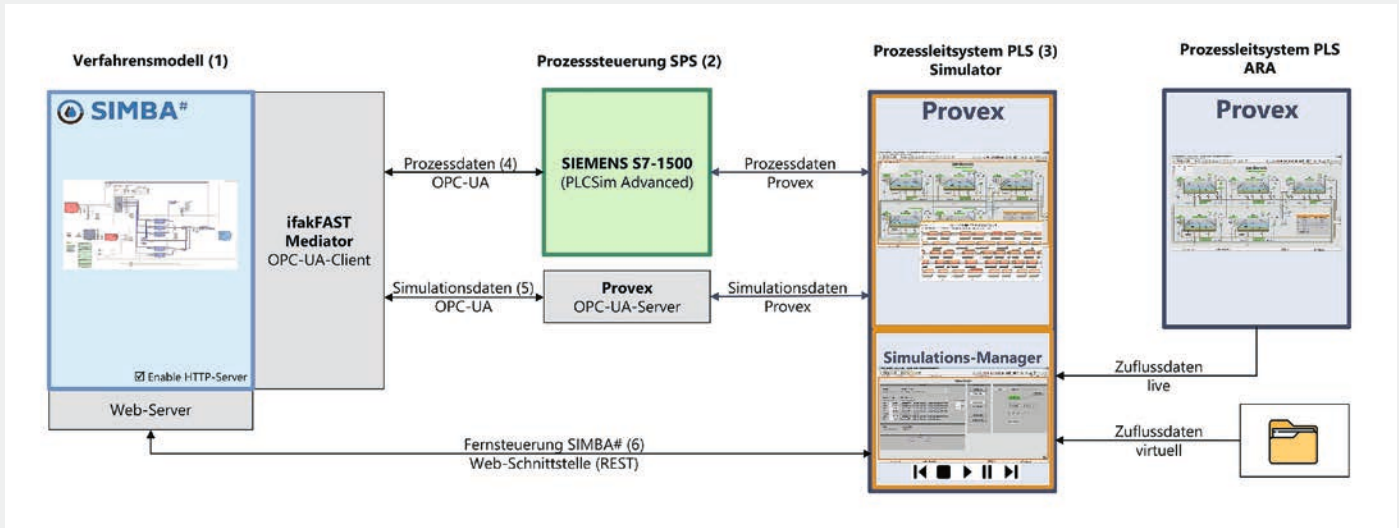 Verfahrensmodell (1)
Prozesssteuerung SPS (2)
Prozessleitsystem PLS (3)
Simulator
Prozessleitsystem PLS
ARA
SIMBA#
ifakFAST
Mediator
OPC-UA-Client
☑ Enable HTTP-Server
Web-Server
Prozessdaten (4)
OPC-UA
SIEMENS S7-1500
(PLCSim Advanced)
Prozessdaten
Provex
Simulationsdaten (5)
OPC-UA
Provex
OPC-UA-Server
Simulationsdaten
Provex
Provex
Simulations-Manager
Provex
Zuflussdaten
live
Zuflussdaten
virtuell
Fernsteuerung SIMBA# (6)
Web-Schnittstelle (REST)